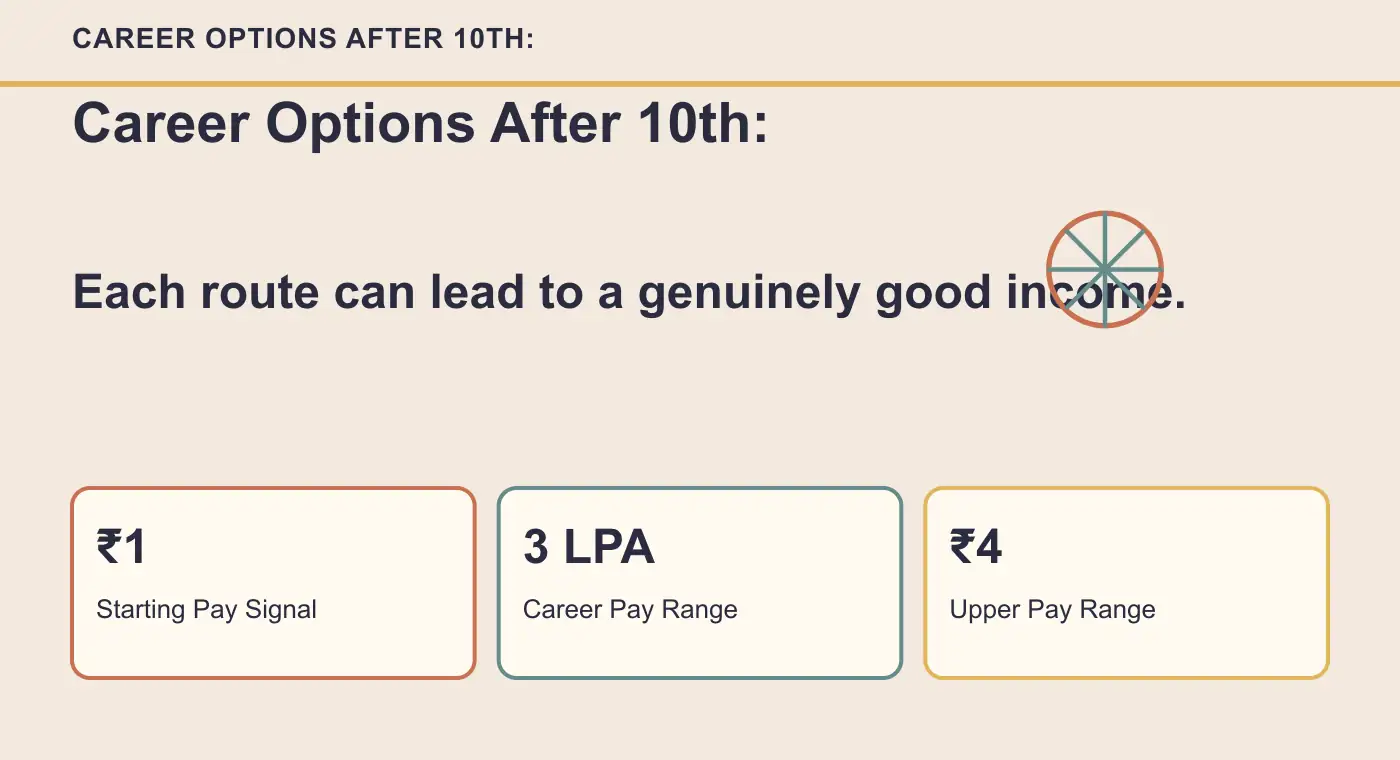 CAREER OPTIONS AFTER 10TH:
Career Options After 10th:
Each route can lead to a genuinely good income.
₹1
Starting Pay Signal
3 LPA
Career Pay Range
₹4
Upper Pay Range